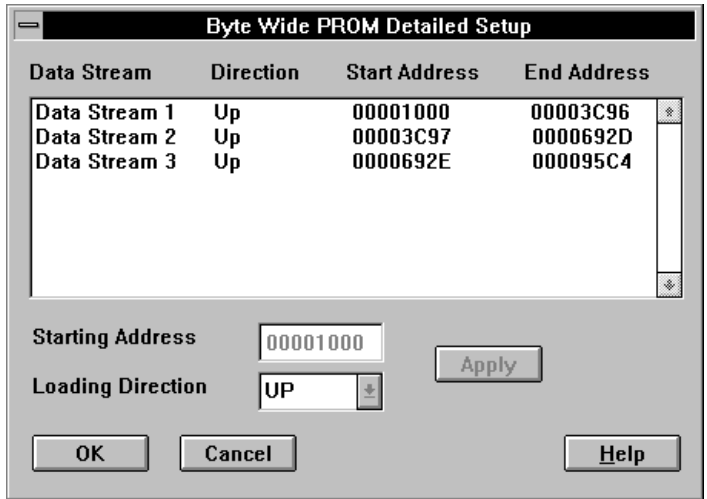 Byte Wide PROM Detailed Setup
Data Stream Direction Start Address End Address
Data Stream 1 Up 00001000 00003C96
Data Stream 2 Up 00003C97 0000692D
Data Stream 3 Up 0000692E 000095C4
Starting Address 00001000
Apply
Loading Direction UP
OK Cancel Help